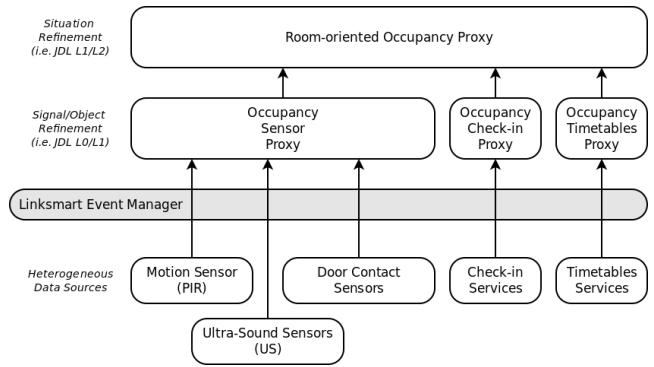 Situation
Refinement
(i.e. JDL L1/L2)
Room-oriented Occupancy Proxy
Signal/Object
Refinement
(i.e. JDL L0/L1)
Occupancy
Sensor
Proxy
Occupancy
Check-in
Proxy
Occupancy
Timetables
Proxy
Linksmart Event Manager
Heterogeneous
Data Sources
Motion Sensor
(PIR)
Door Contact
Sensors
Check-in
Services
Timetables
Services
Ultra-Sound Sensors
(US)